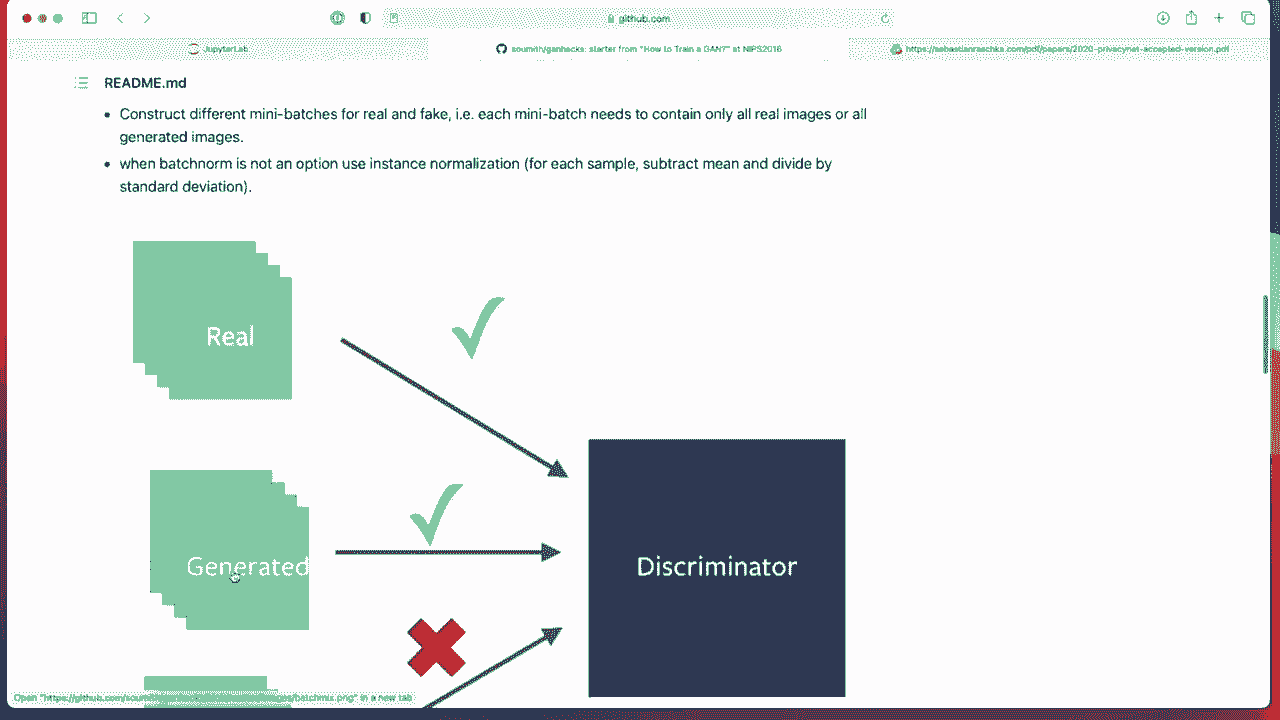 github.com
JupyterLab
soumith/ganhacks: starter from "How to Train a GAN?" at NIPS2016
https://sebastianraschka.com/pdf/papers/2020-privacynet-accepted-version.pdf
README.md
Construct different mini-batches for real and fake, i.e. each mini-batch needs to contain only all real images or all
generated images.
when batchnorm is not an option use instance normalization (for each sample, subtract mean and divide by
standard deviation).
Real
Generated
Discriminator
Open "https://github.com/soum images/batchmix.png" in a new tab